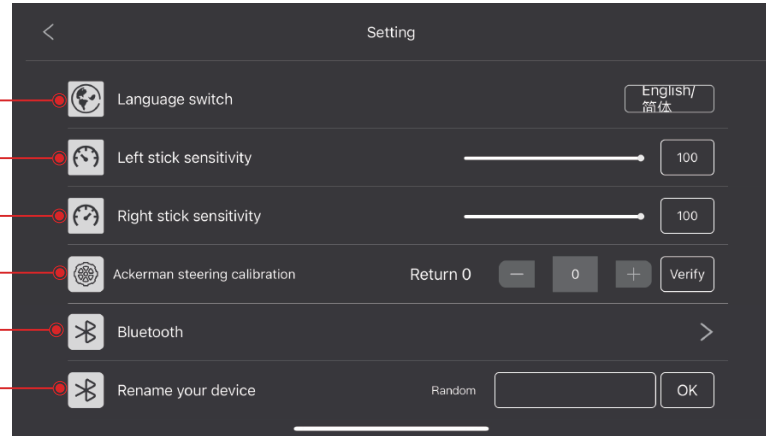 Setting
Language switch
English/
简体
Left stick sensitivity
100
Right stick sensitivity
100
Ackerman steering calibration
Return 0
0
Verify
Bluetooth
Rename your device
Random
OK